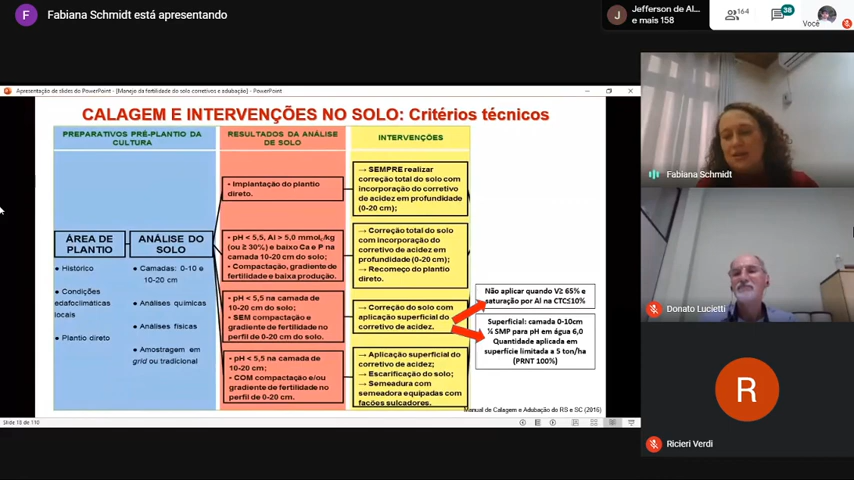 F Fabiana Schmidt está apresentando
J Jefferson de Al...
e mais 158
164
38
Você
Apresentação de slides do PowerPoint - [Manejo da fertilidade do solo corretivos e adubação] - PowerPoint
CALAGEM E INTERVENÇÕES NO SOLO: Critérios técnicos
PREPARATIVOS PRÉ-PLANTIO DA
CULTURA
RESULTADOS DA ANÁLISE
DE SOLO
INTERVENÇÕES
ÁREA DE
PLANTIO
• Histórico
• Condições
edafoclimáticas
locais
• Plantio direto
ANÁLISE DO
SOLO
• Camadas: 0-10 e
10-20 cm
• Análises químicas
• Análises físicas
• Amostragem em
grid ou tradicional
• Implantação do plantio
direto.
• pH < 5,5, Al > 5,0 mmolc/kg
(ou ≥ 30%) e baixo Ca e P na
camada 10-20 cm do solo;
• Compactação, gradiente de
fertilidade e baixa produção.
• pH < 5,5 na camada de
10-20 cm do solo;
• SEM compactação e
gradiente de fertilidade no
perfil de 0-20 cm do solo.
• pH < 5,5 na camada de
10-20 cm;
• COM compactação e/ou
gradiente de fertilidade no
perfil de 0-20 cm.
→ SEMPRE realizar
correção total do solo com
incorporação do corretivo
de acidez em profundidade
(0-20 cm);
→ Correção total do solo
com incorporação do
corretivo de acidez em
profundidade (0-20 cm);
→ Recomeço do plantio
direto.
→ Correção do solo com
aplicação superficial do
corretivo de acidez.
→ Aplicação superficial do
corretivo de acidez;
→ Escarificação do solo;
→ Semeadura com
semeadora equipadas com
facões sulcadores.
Não aplicar quando V≥ 65% e
saturação por Al na CTC≤10%
Superficial: camada 0-10cm
½ SMP para pH em água 6,0
Quantidade aplicada em
superfície limitada a 5 ton/ha
(PRNT 100%)
Manual de Calagem e Adubação do RS e SC (2016)
Slide 18 de 110
Fabiana Schmidt
Donato Lucietti
R
Ricieri Verdi